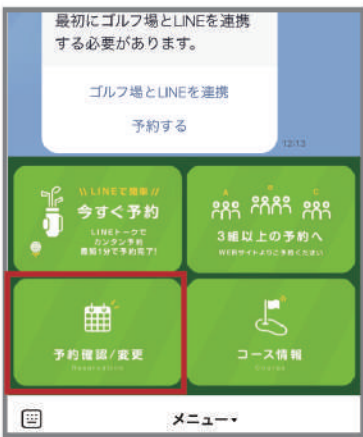 最初にゴルフ場とLINEを連携
する必要があります。
ゴルフ場とLINEを連携
予約する
12:13
\\ LINEで簡単 //
今すぐ予約
LINEトークで
カンタン予約
最短1分で予約完了!
A B C
3組以上の予約へ
WEBサイトよりご予約ください
予約確認/変更
Reservation
コース情報
Course
メニュー▾